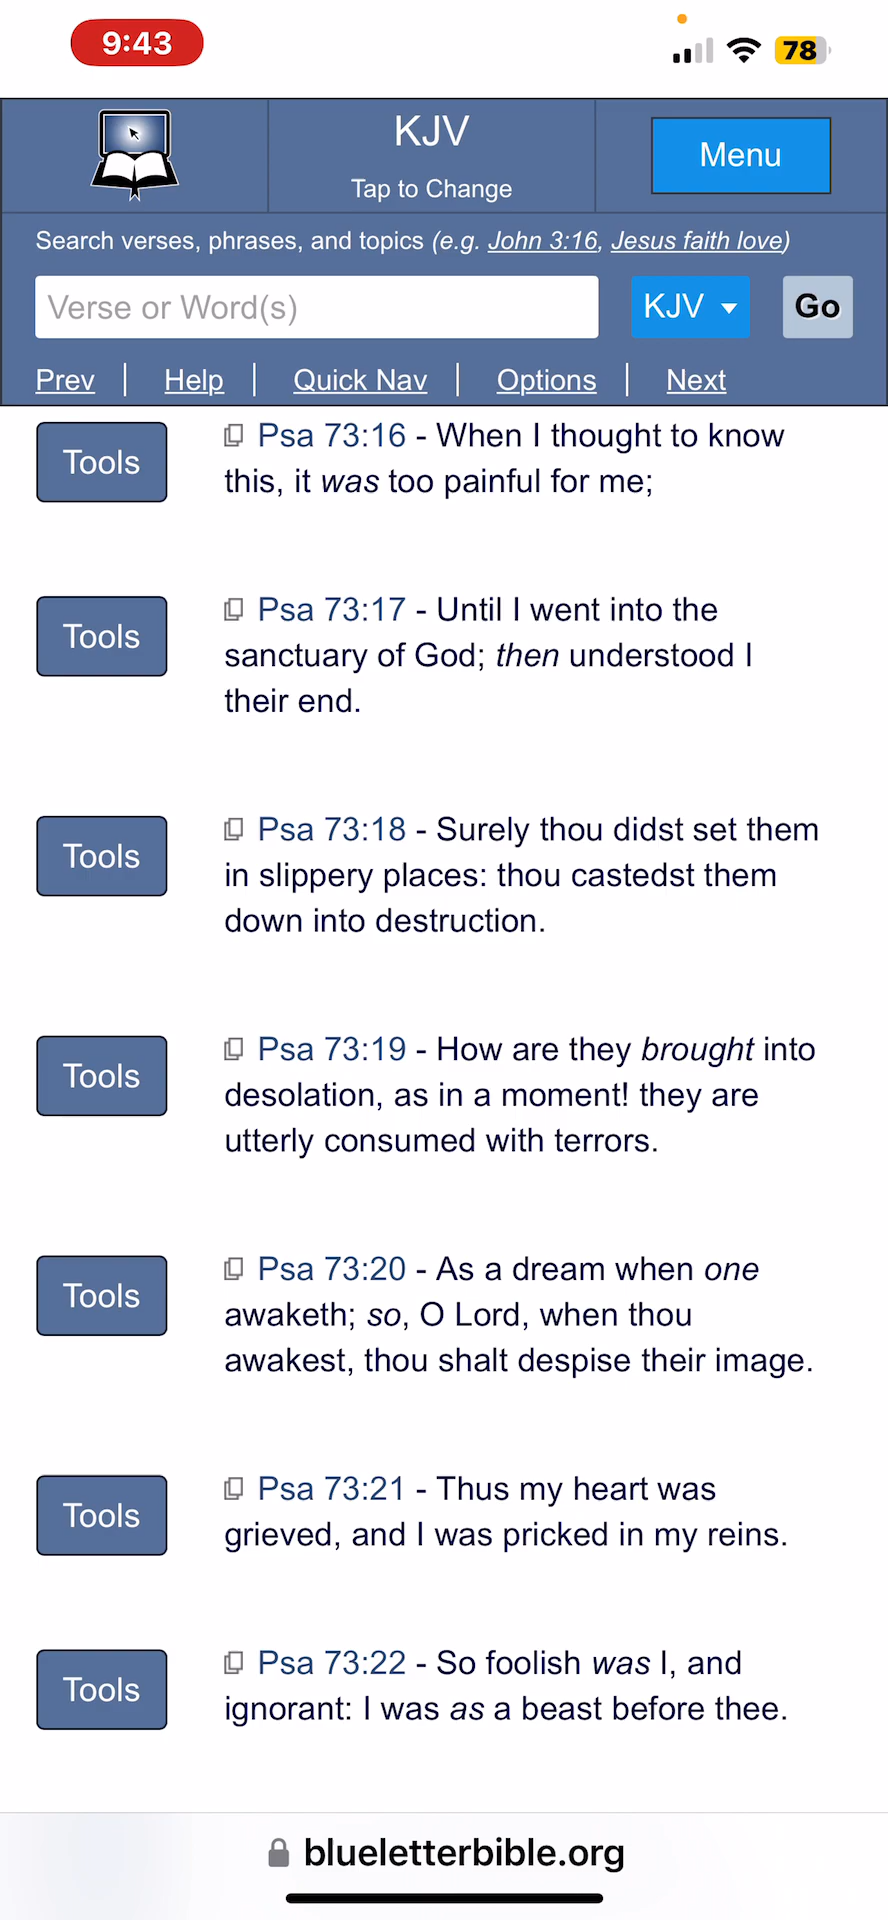 9:43
78
KJV
Tap to Change
Menu
Search verses, phrases, and topics (e.g. John 3:16, Jesus faith love)
Verse or Word(s)
KJV
Go
Prev | Help | Quick Nav | Options | Next
Tools
Psa 73:16 - When I thought to know
this, it was too painful for me;
Tools
Psa 73:17 - Until I went into the
sanctuary of God; then understood I
their end.
Tools
Psa 73:18 - Surely thou didst set them
in slippery places: thou castedst them
down into destruction.
Tools
Psa 73:19 - How are they brought into
desolation, as in a moment! they are
utterly consumed with terrors.
Tools
Psa 73:20 - As a dream when one
awaketh; so, O Lord, when thou
awakest, thou shalt despise their image.
Tools
Psa 73:21 - Thus my heart was
grieved, and I was pricked in my reins.
Tools
Psa 73:22 - So foolish was I, and
ignorant: I was as a beast before thee.
blueletterbible.org